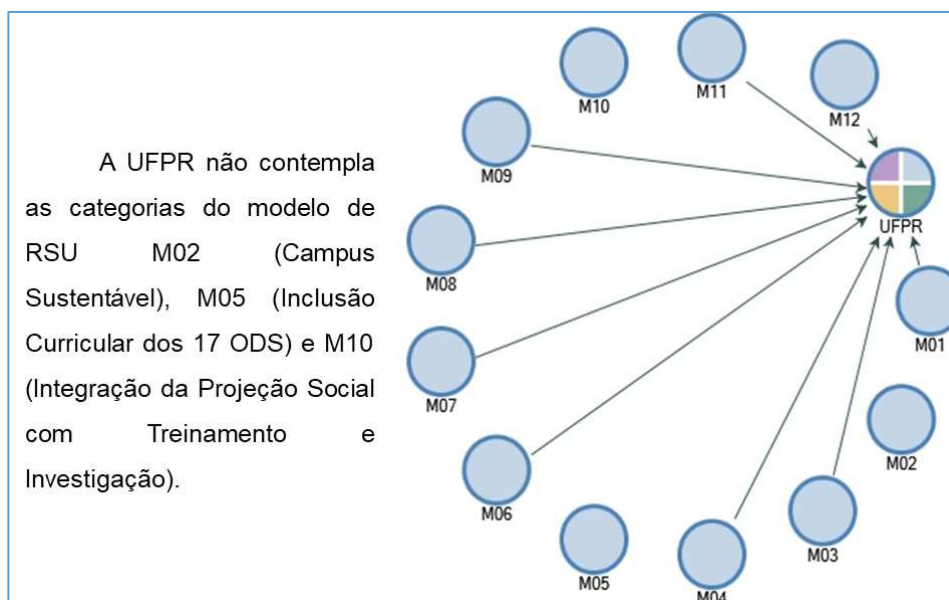 A UFPR não contempla
as categorias do modelo de
RSU M02 (Campus
Sustentável), M05 (Inclusão
Curricular dos 17 ODS) e M10
(Integração da Projeção Social
com Treinamento e
Investigação).
M11
M10
M12
M09
UFPR
M08
M01
M07
M02
M06
M03
M05
M04